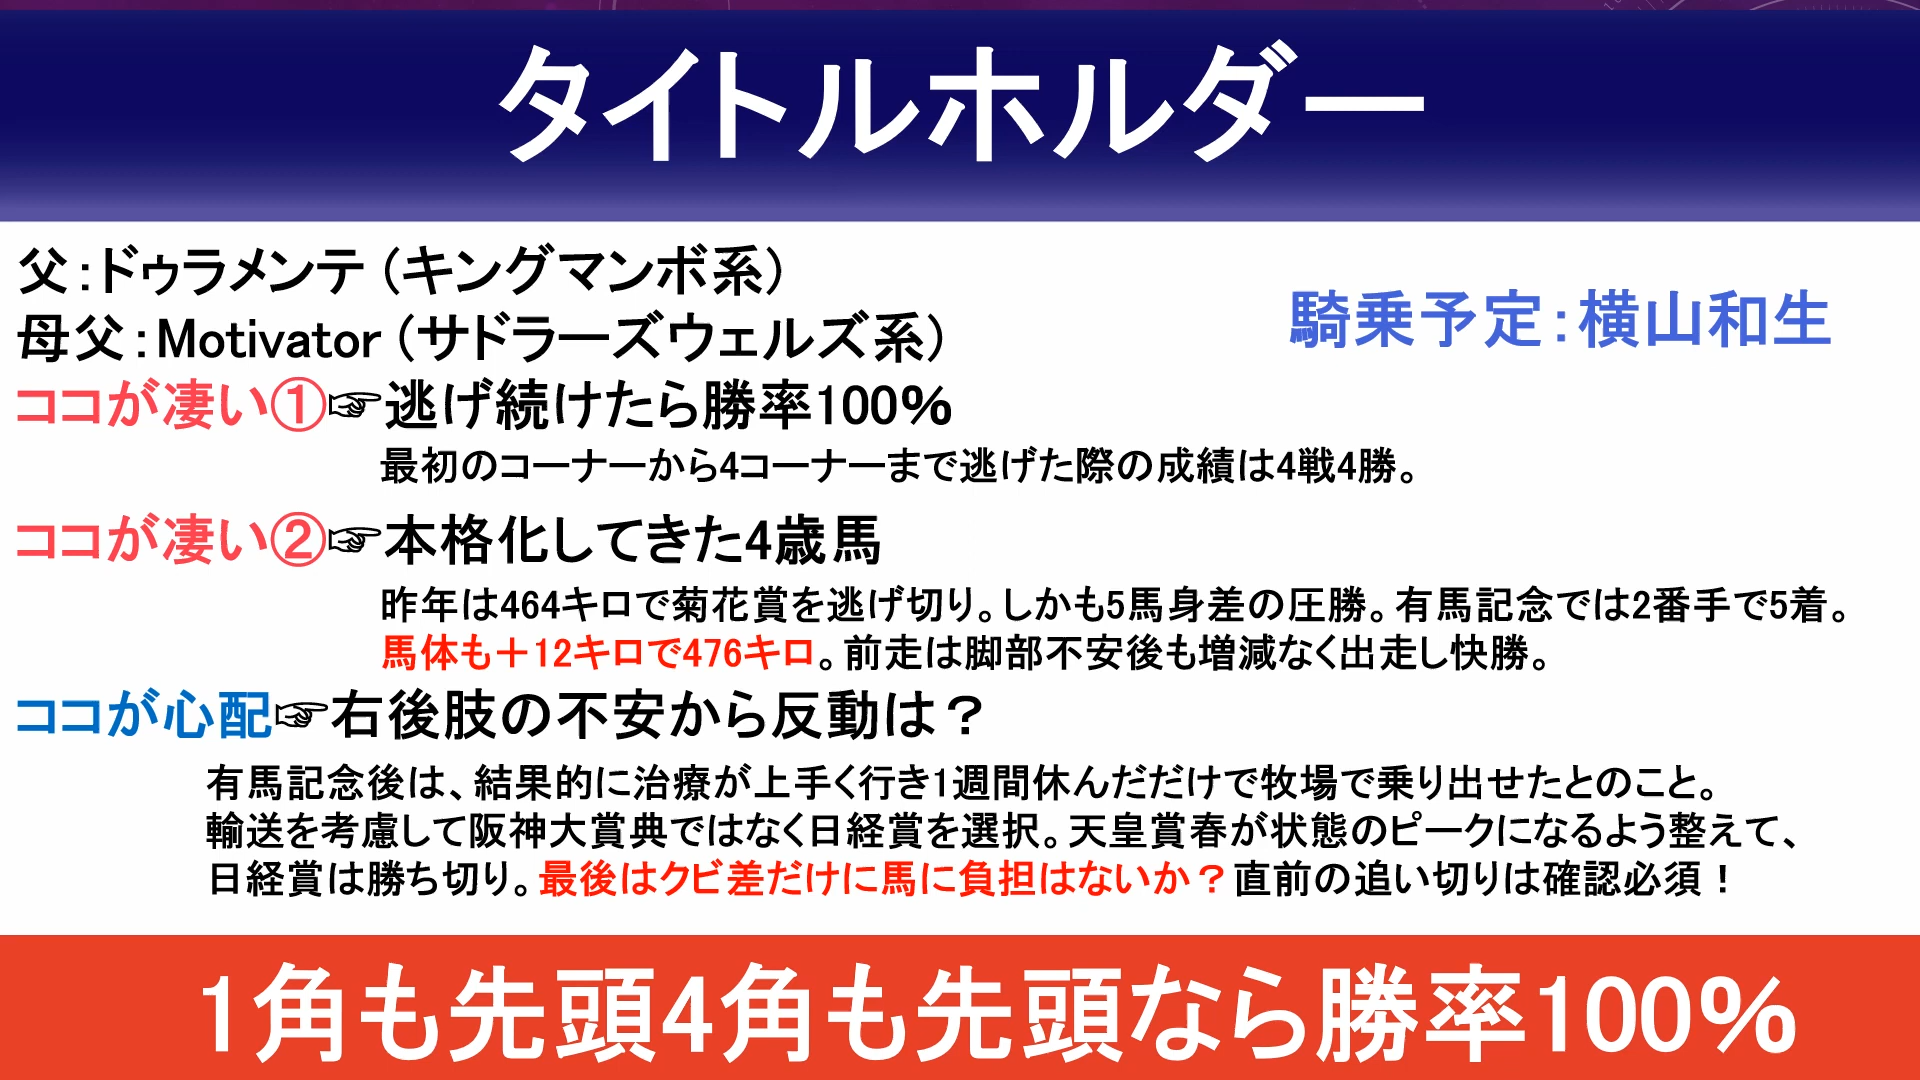 タイトルホルダー
父：ドゥラメンテ（キングマンボ系）
母父：Motivator（サドラーズウェルズ系）
騎乗予定：横山和生
ココが凄い①☞逃げ続けたら勝率100%
最初のコーナーから4コーナーまで逃げた際の成績は4戦4勝。
ココが凄い②☞本格化してきた4歳馬
昨年は464キロで菊花賞を逃げ切り。しかも5馬身差の圧勝。有馬記念では2番手で5着。
馬体も＋12キロで476キロ。前走は脚部不安後も増減なく出走し快勝。
ココが心配☞右後肢の不安から反動は？
有馬記念後は、結果的に治療が上手く行き1週間休んだだけで牧場で乗り出せたとのこと。
輸送を考慮して阪神大賞典ではなく日経賞を選択。天皇賞春が状態のピークになるよう整えて、
日経賞は勝ち切り。最後はクビ差だけに馬に負担はないか？直前の追い切りは確認必須！
1角も先頭4角も先頭なら勝率100%